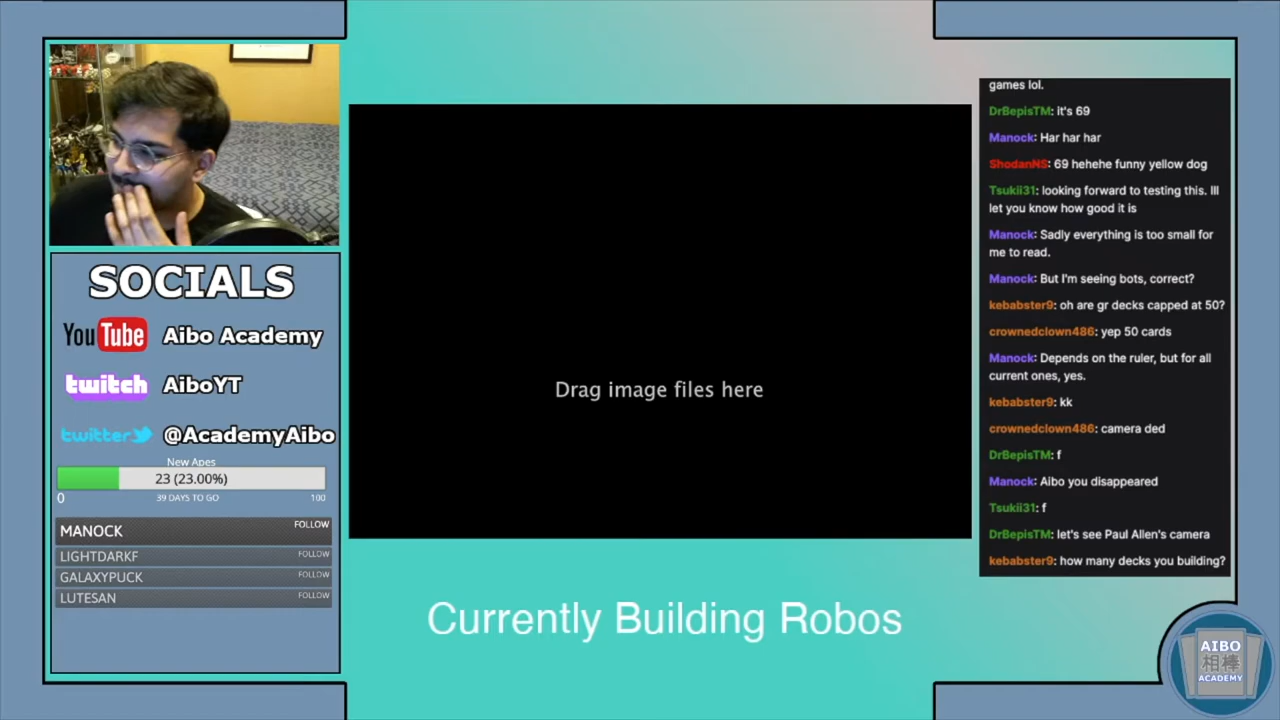 SOCIALS
YouTube Aibo Academy
twitch AiboYT
twitter @AcademyAibo
New Apes
23 (23.00%)
0 39 DAYS TO GO 100
MANOCK FOLLOW
LIGHTDARKF FOLLOW
GALAXYPUCK FOLLOW
LUTESAN FOLLOW
Drag image files here
Currently Building Robos
games lol.
DrBepisTM: it's 69
Manock: Har har har
ShodanNS: 69 hehehe funny yellow dog
Tsukii31: looking forward to testing this. Ill
let you know how good it is
Manock: Sadly everything is too small for
me to read.
Manock: But I'm seeing bots, correct?
kebabster9: oh are gr decks capped at 50?
crownedclown486: yep 50 cards
Manock: Depends on the ruler, but for all
current ones, yes.
kebabster9: kk
crownedclown486: camera ded
DrBepisTM: f
Manock: Aibo you disappeared
Tsukii31: f
DrBepisTM: let's see Paul Allen's camera
kebabster9: how many decks you building?
AIBO
相棒
ACADEMY